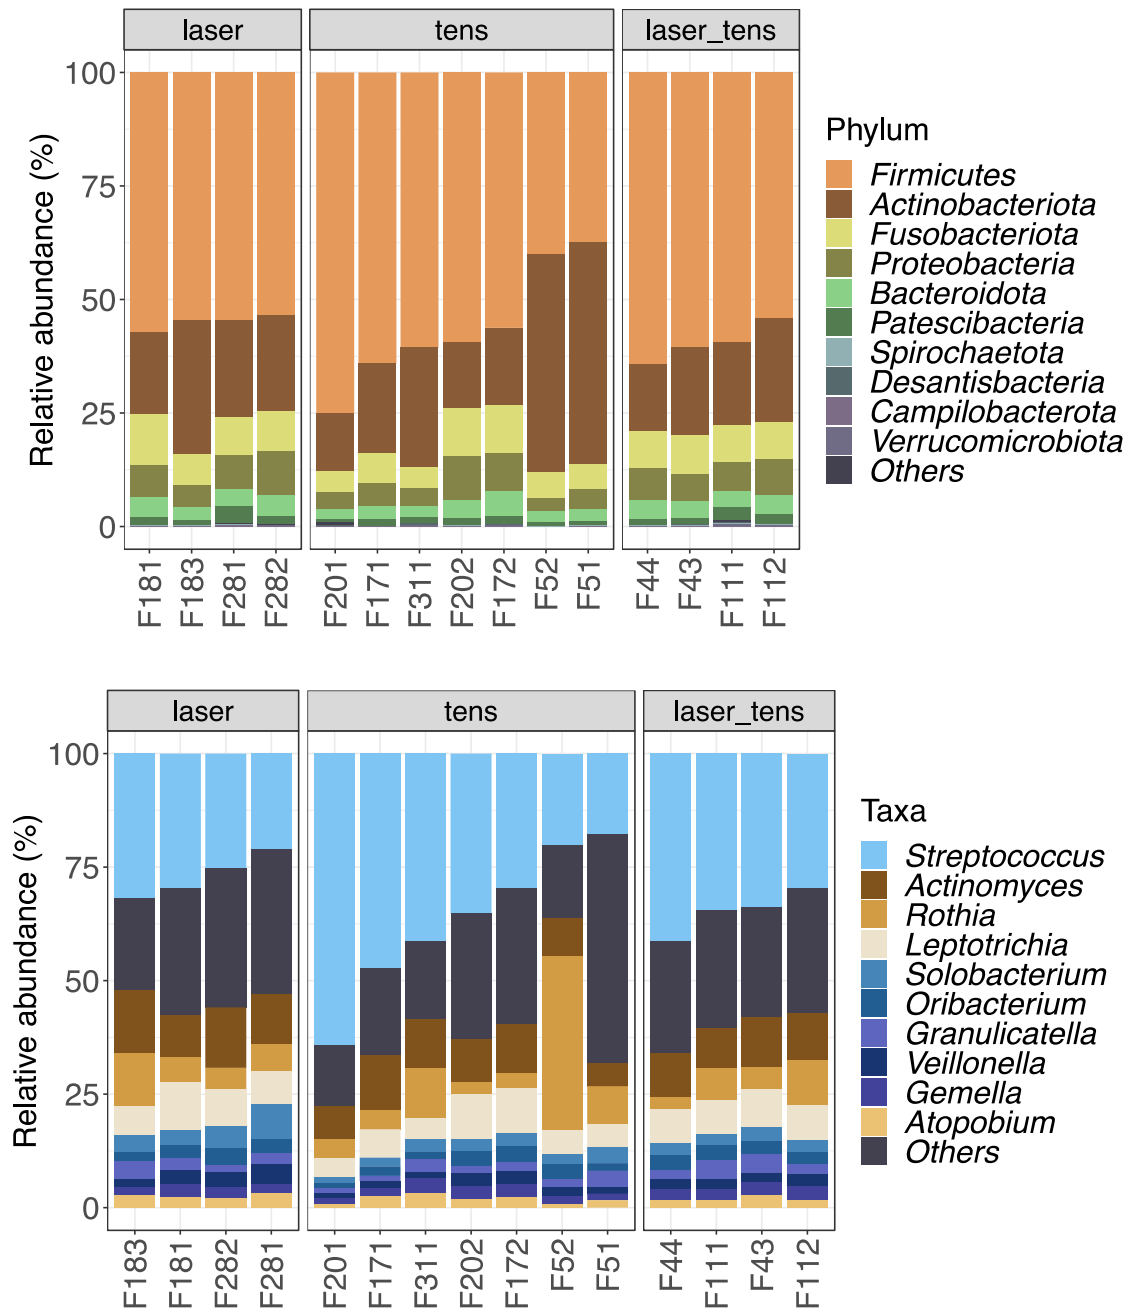 laser tens laser_tens
Relative abundance (%)
100
75
50
25
0
F181 F183 F281 F282 F201 F171 F311 F202 F172 F52 F51 F44 F43 F111 F112
Phylum
Firmicutes
Actinobacteriota
Fusobacteriota
Proteobacteria
Bacteroidota
Patescibacteria
Spirochaetota
Desantisbacteria
Campilobacterota
Verrucomicrobiota
Others
laser tens laser_tens
Relative abundance (%)
100
75
50
25
0
F183 F181 F282 F281 F201 F171 F311 F202 F172 F52 F51 F44 F111 F43 F112
Taxa
Streptococcus
Actinomyces
Rothia
Leptotrichia
Solobacterium
Oribacterium
Granulicatella
Veillonella
Gemella
Atopobium
Others